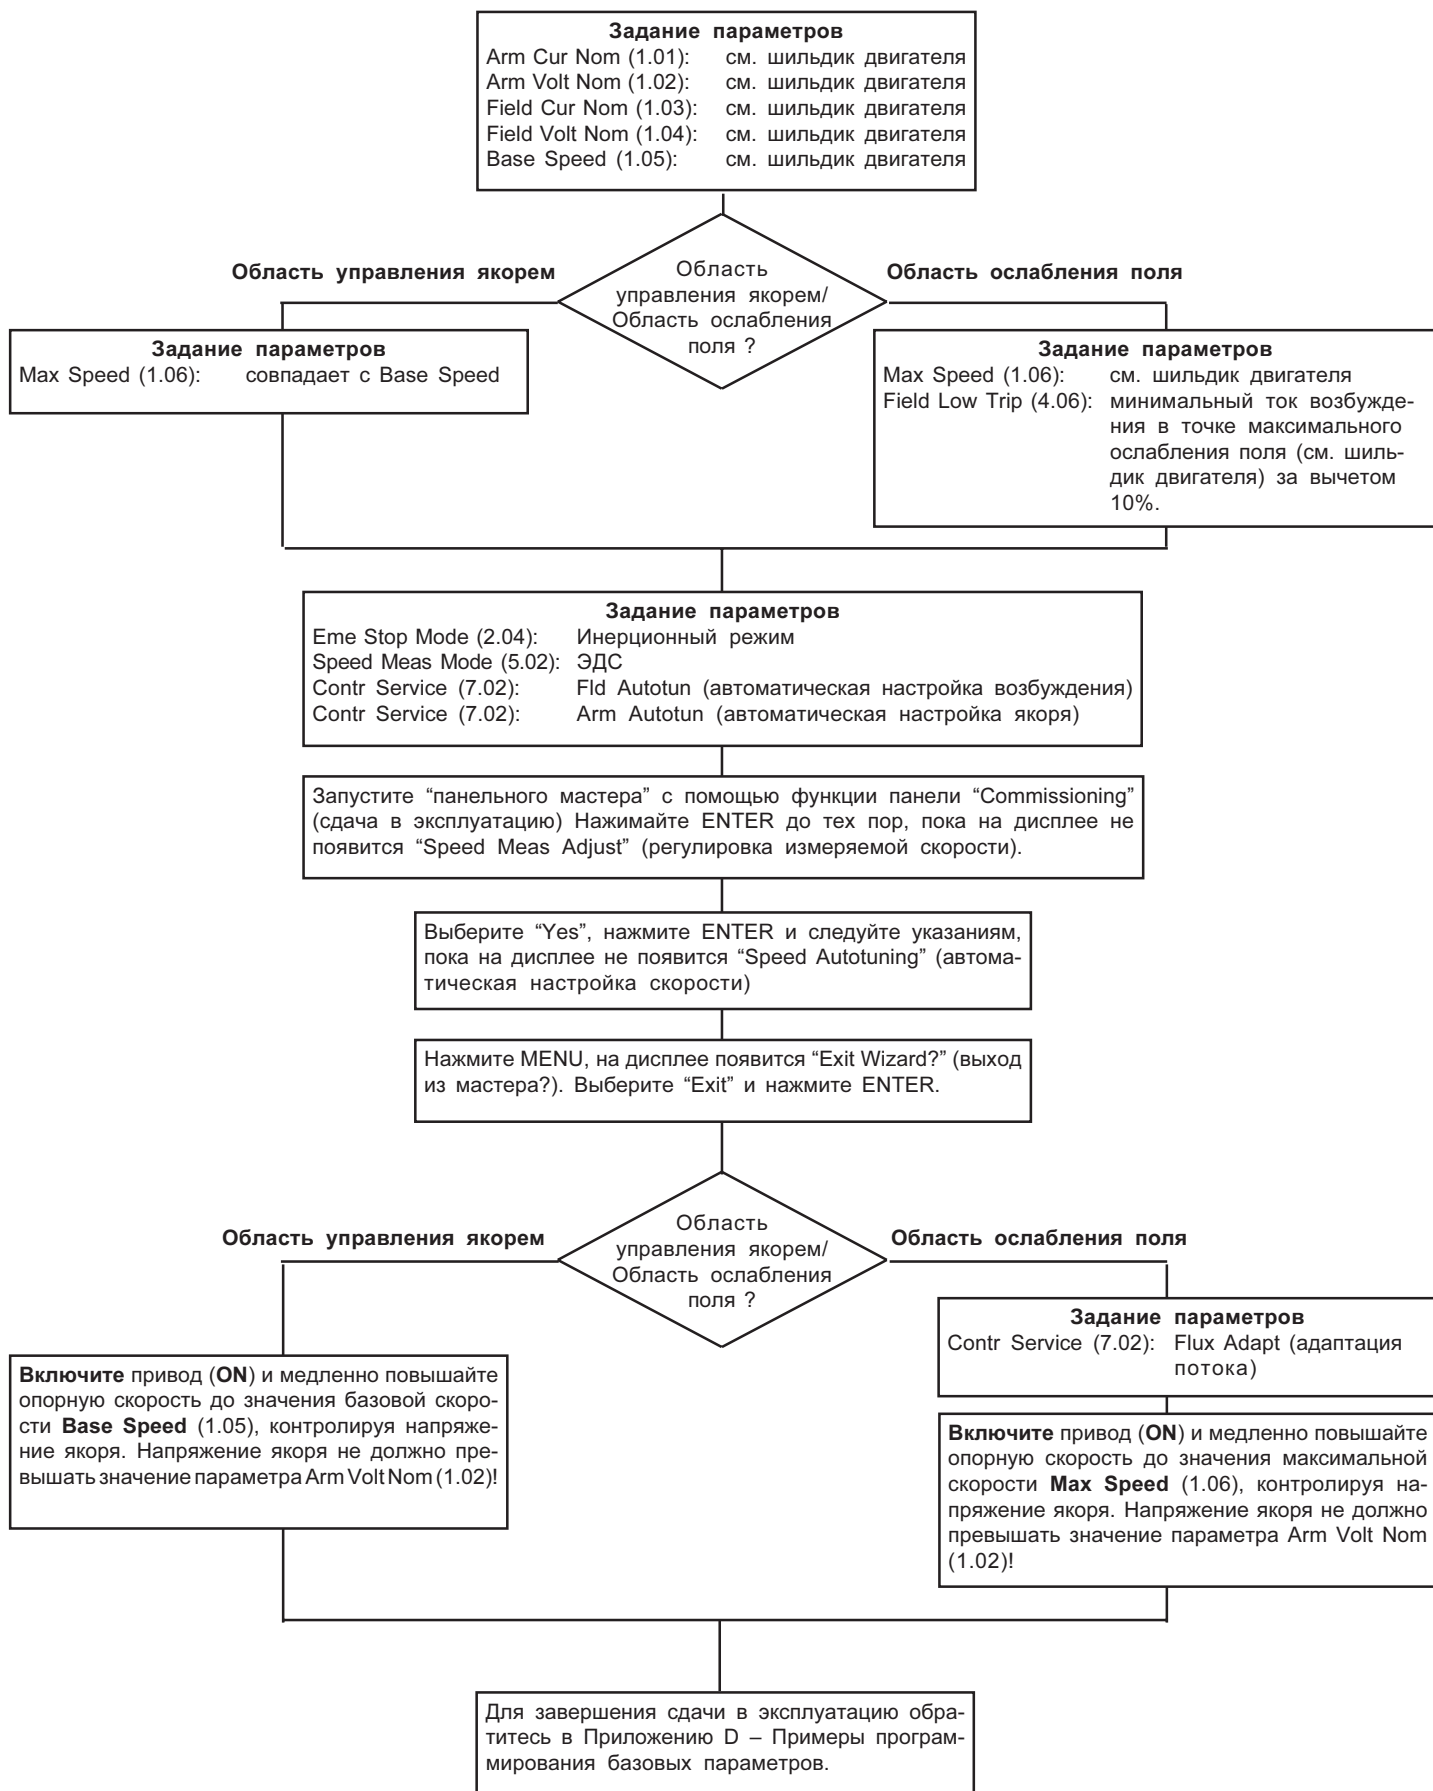 Задание параметров
Arm Cur Nom (1.01): см. шильдик двигателя
Arm Volt Nom (1.02): см. шильдик двигателя
Field Cur Nom (1.03): см. шильдик двигателя
Field Volt Nom (1.04): см. шильдик двигателя
Base Speed (1.05): см. шильдик двигателя
Область управления якорем
Область
управления якорем/
Область ослабления
поля ?
Область ослабления поля
Задание параметров
Max Speed (1.06): совпадает с Base Speed
Задание параметров
Max Speed (1.06): см. шильдик двигателя
Field Low Trip (4.06): минимальный ток возбужде-
ния в точке максимального
ослабления поля (см. шиль-
дик двигателя) за вычетом
10%.
Задание параметров
Eme Stop Mode (2.04): Инерционный режим
Speed Meas Mode (5.02): ЭДС
Contr Service (7.02): Fld Autotun (автоматическая настройка возбуждения)
Contr Service (7.02): Arm Autotun (автоматическая настройка якоря)
Запустите “панельного мастера” с помощью функции панели “Commissioning”
(сдача в эксплуатацию) Нажимайте ENTER до тех пор, пока на дисплее не
появится “Speed Meas Adjust” (регулировка измеряемой скорости).
Выберите “Yes”, нажмите ENTER и следуйте указаниям,
пока на дисплее не появится “Speed Autotuning” (автома-
тическая настройка скорости)
Нажмите MENU, на дисплее появится “Exit Wizard?” (выход
из мастера?). Выберите “Exit” и нажмите ENTER.
Область управления якорем
Область
управления якорем/
Область ослабления
поля ?
Область ослабления поля
Задание параметров
Contr Service (7.02): Flux Adapt (адаптация
потока)
Включите привод (ON) и медленно повышайте
опорную скорость до значения базовой скоро-
сти Base Speed (1.05), контролируя напряже-
ние якоря. Напряжение якоря не должно пре-
вышать значение параметра Arm Volt Nom (1.02)!
Включите привод (ON) и медленно повышайте
опорную скорость до значения максимальной
скорости Max Speed (1.06), контролируя на-
пряжение якоря. Напряжение якоря не должно
превышать значение параметра Arm Volt Nom
(1.02)!
Для завершения сдачи в эксплуатацию обра-
титесь в Приложению D – Примеры програм-
мирования базовых параметров.